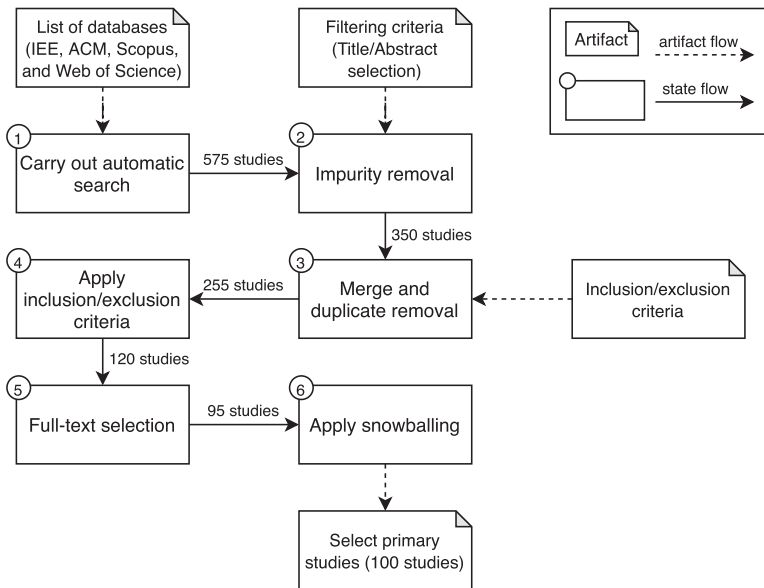 List of databases
(IEE, ACM, Scopus,
and Web of Science)
Filtering criteria
(Title/Abstract
selection)
Artifact
artifact flow
state flow
1
Carry out automatic
search
575 studies
2
Impurity removal
350 studies
4
Apply
inclusion/exclusion
criteria
255 studies
3
Merge and
duplicate removal
Inclusion/exclusion
criteria
120 studies
5
Full-text selection
95 studies
6
Apply snowballing
Select primary
studies (100 studies)